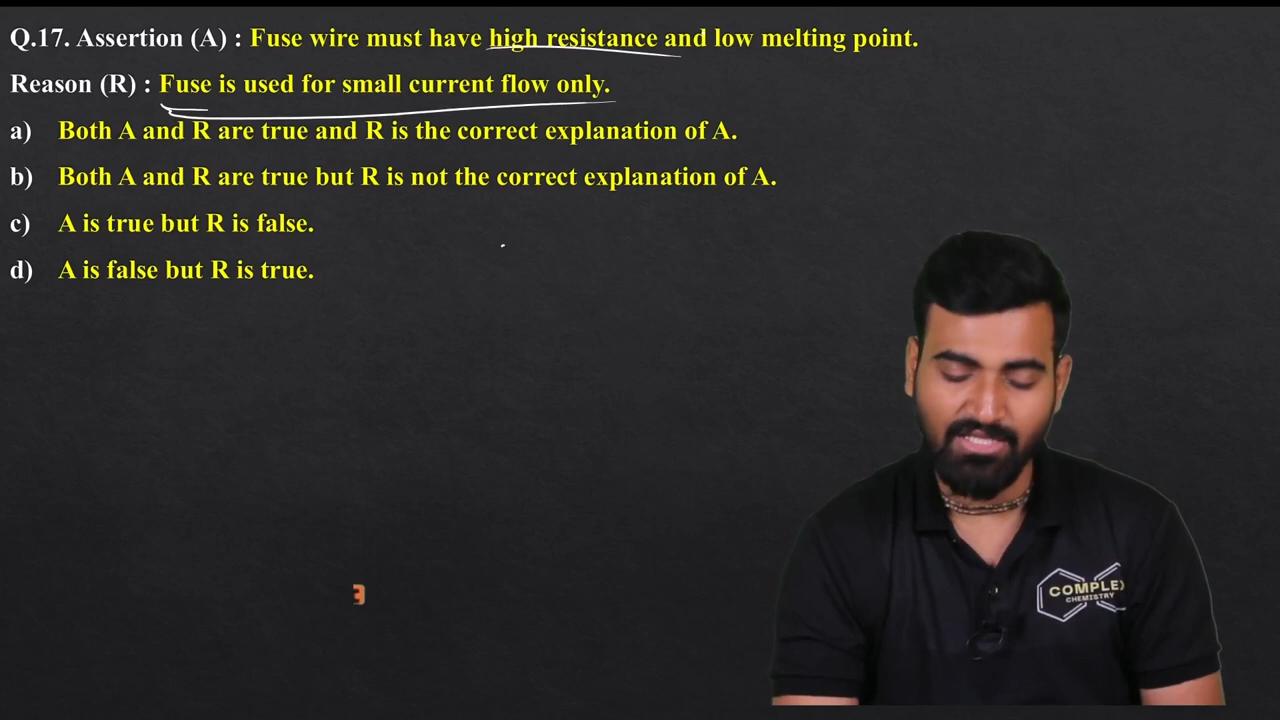 Q.17. Assertion (A) : Fuse wire must have high resistance and low melting point.
Reason (R) : Fuse is used for small current flow only.
a) Both A and R are true and R is the correct explanation of A.
b) Both A and R are true but R is not the correct explanation of A.
c) A is true but R is false.
d) A is false but R is true.
COMPLEX
CHEMISTRY